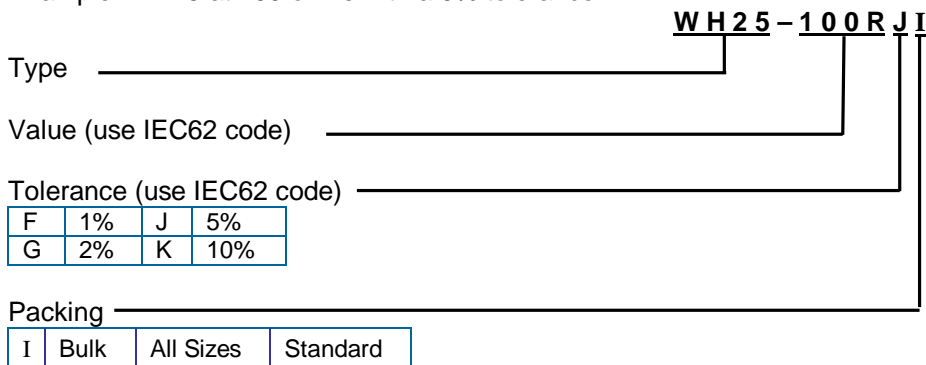 WH25–100RJI
Type
Value (use IEC62 code)
Tolerance (use IEC62 code)
F 1% J 5%
G 2% K 10%
Packing
I Bulk All Sizes Standard